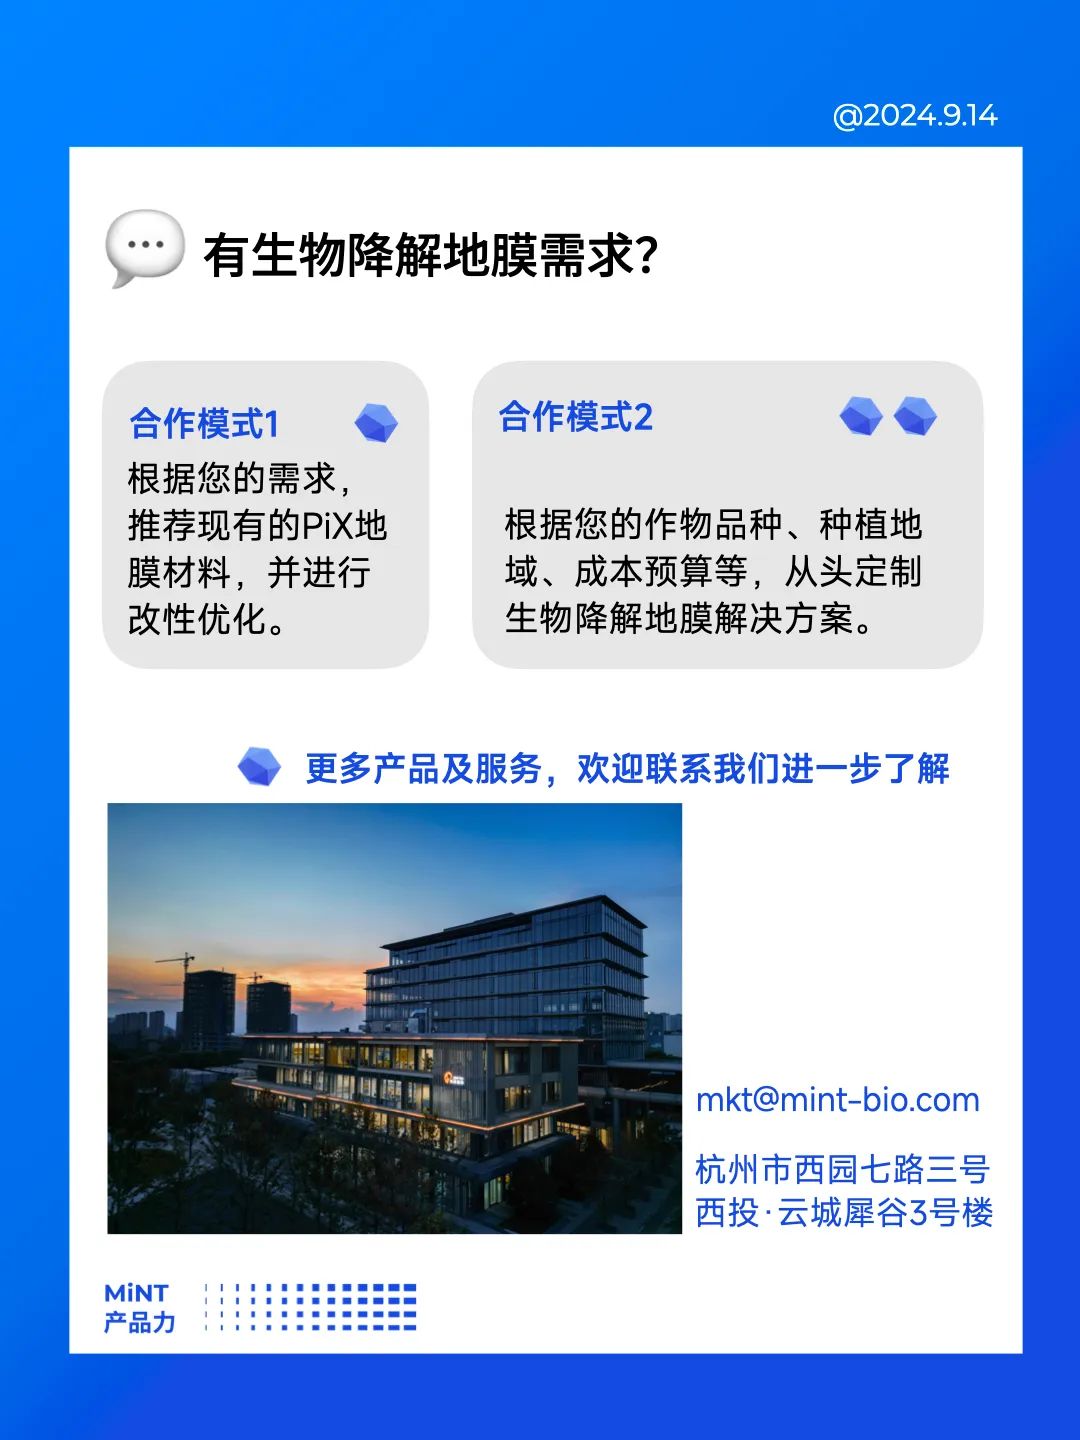 @2024.9.14
有生物降解地膜需求?
合作模式1
根据您的需求，
推荐现有的PiX地
膜材料，并进行
改性优化。
合作模式2
根据您的作物品种、种植地
域、成本预算等，从头定制
生物降解地膜解决方案。
更多产品及服务，欢迎联系我们进一步了解
mkt@mint-bio.com
杭州市西园七路三号
西投·云城犀谷3号楼
MiNT
产品力